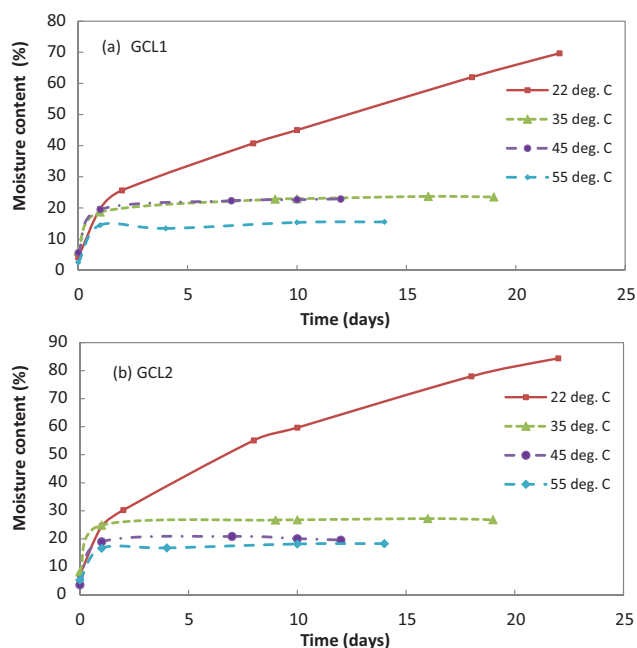 (a) GCL1
Moisture content (%)
70
60
50
40
30
20
10
0
0 5 10 15 20 25
Time (days)
22 deg. C
35 deg. C
45 deg. C
55 deg. C
(b) GCL2
Moisture content (%)
90
80
70
60
50
40
30
20
10
0
0 5 10 15 20 25
Time (days)
22 deg. C
35 deg. C
45 deg. C
55 deg. C